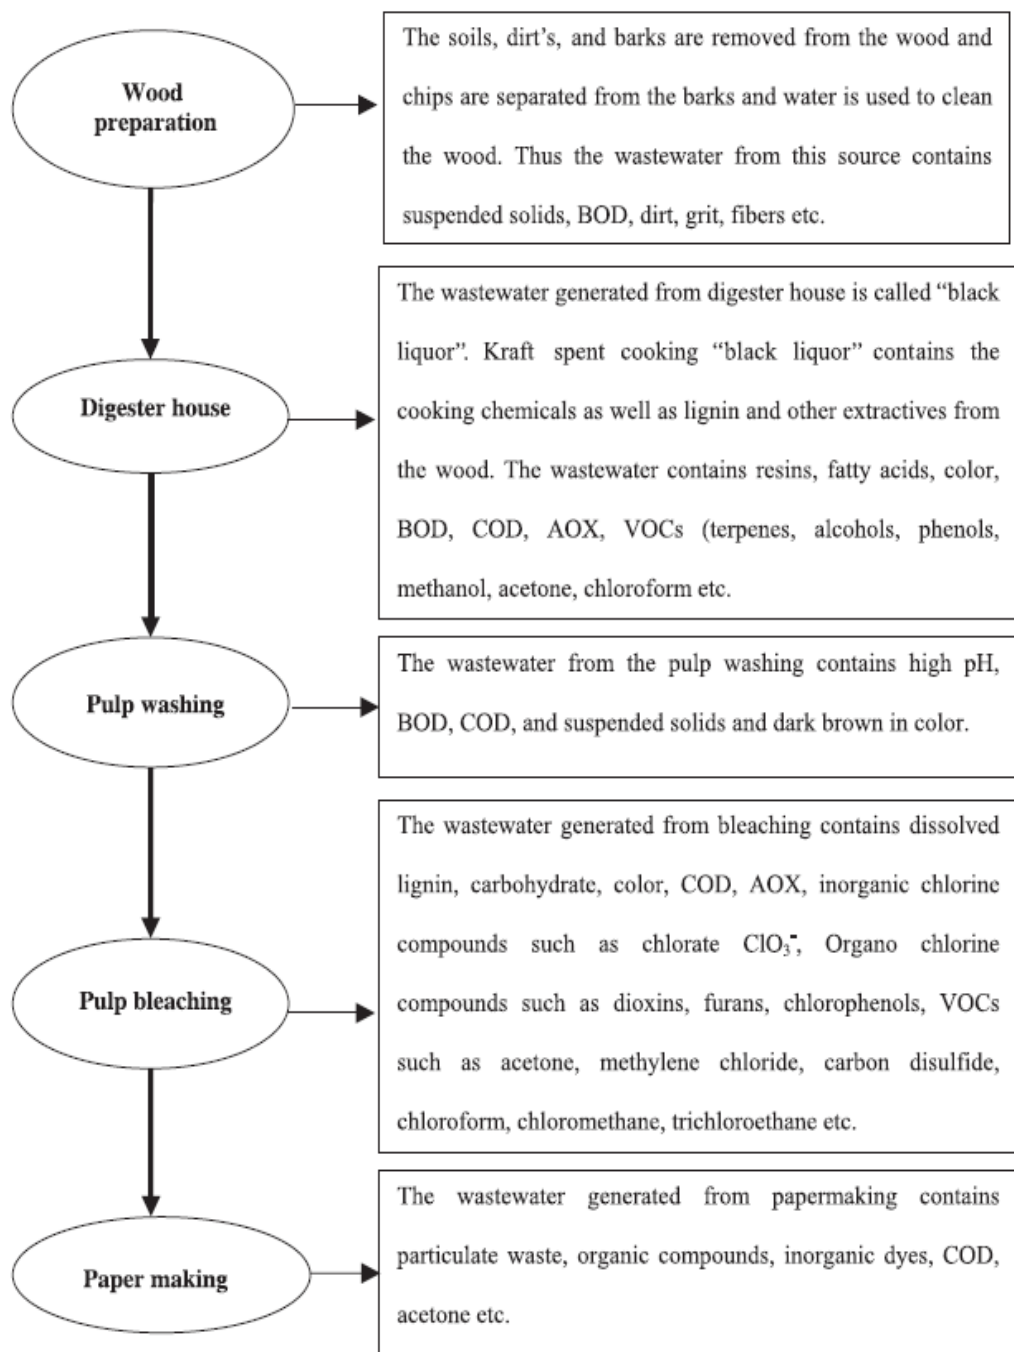 Wood
preparation
The soils, dirt's, and barks are removed from the wood and
chips are separated from the barks and water is used to clean
the wood. Thus the wastewater from this source contains
suspended solids, BOD, dirt, grit, fibers etc.
Digester house
The wastewater generated from digester house is called “black
liquor”. Kraft spent cooking “black liquor” contains the
cooking chemicals as well as lignin and other extractives from
the wood. The wastewater contains resins, fatty acids, color,
BOD, COD, AOX, VOCs (terpenes, alcohols, phenols,
methanol, acetone, chloroform etc.
Pulp washing
The wastewater from the pulp washing contains high pH,
BOD, COD, and suspended solids and dark brown in color.
Pulp bleaching
The wastewater generated from bleaching contains dissolved
lignin, carbohydrate, color, COD, AOX, inorganic chlorine
compounds such as chlorate ClO₃⁻, Organo chlorine
compounds such as dioxins, furans, chlorophenols, VOCs
such as acetone, methylene chloride, carbon disulfide,
chloroform, chloromethane, trichloroethane etc.
Paper making
The wastewater generated from papermaking contains
particulate waste, organic compounds, inorganic dyes, COD,
acetone etc.